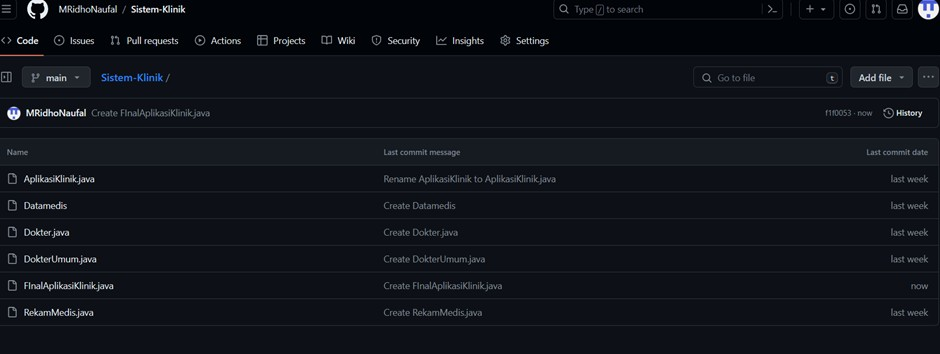 MRidhoNaufal / Sistem-Klinik Type / to search
Code Issues Pull requests Actions Projects Wiki Security Insights Settings
main Sistem-Klinik / Go to file t Add file
MRidhoNaufal Create FInalAplikasiKlinik.java f1f0053 · now History
Name Last commit message Last commit date
AplikasiKlinik.java Rename AplikasiKlinik to AplikasiKlinik.java last week
Datamedis Create Datamedis last week
Dokter.java Create Dokter.java last week
DokterUmum.java Create DokterUmum.java last week
FInalAplikasiKlinik.java Create FInalAplikasiKlinik.java now
RekamMedis.java Create RekamMedis.java last week